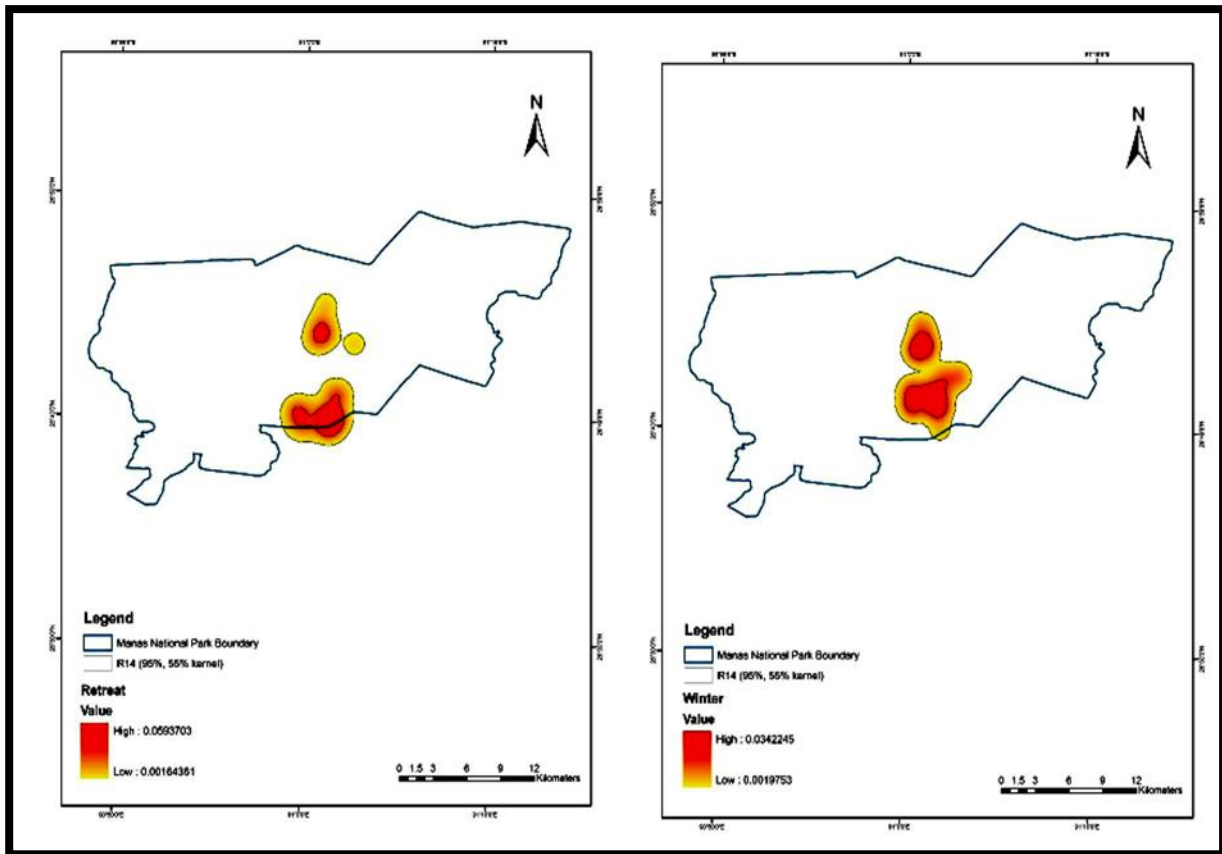 N
Legend
Manas National Park Boundary
R14 (95%, 55% kernel)
Retreat
Value
High : 0.0593703
Low : 0.00164361
0 1.5 3 6 9 12
Kilometers
N
Legend
Manas National Park Boundary
R14 (95%, 55% kernel)
Winter
Value
High : 0.0342245
Low : 0.0019753
0 1.5 3 6 9 12
Kilometers